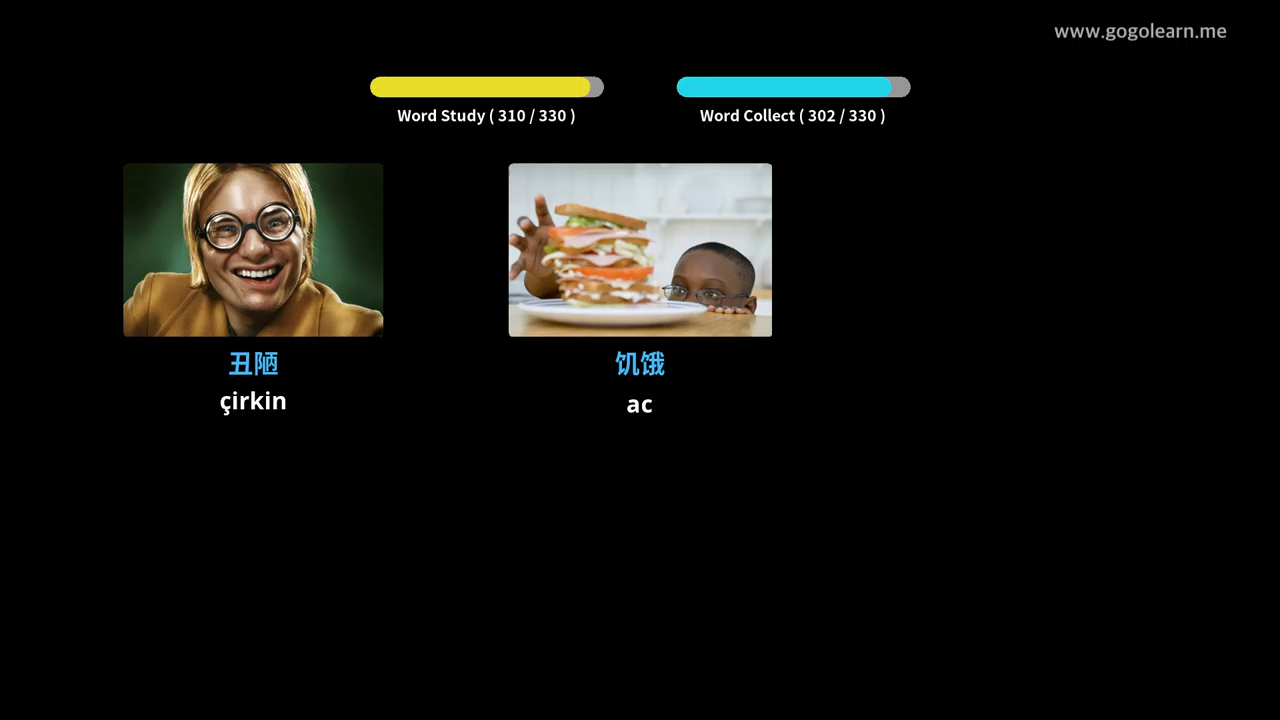 www.gogolearn.me
Word Study ( 310 / 330 )
Word Collect ( 302 / 330 )
丑陋
çirkin
饥饿
ac